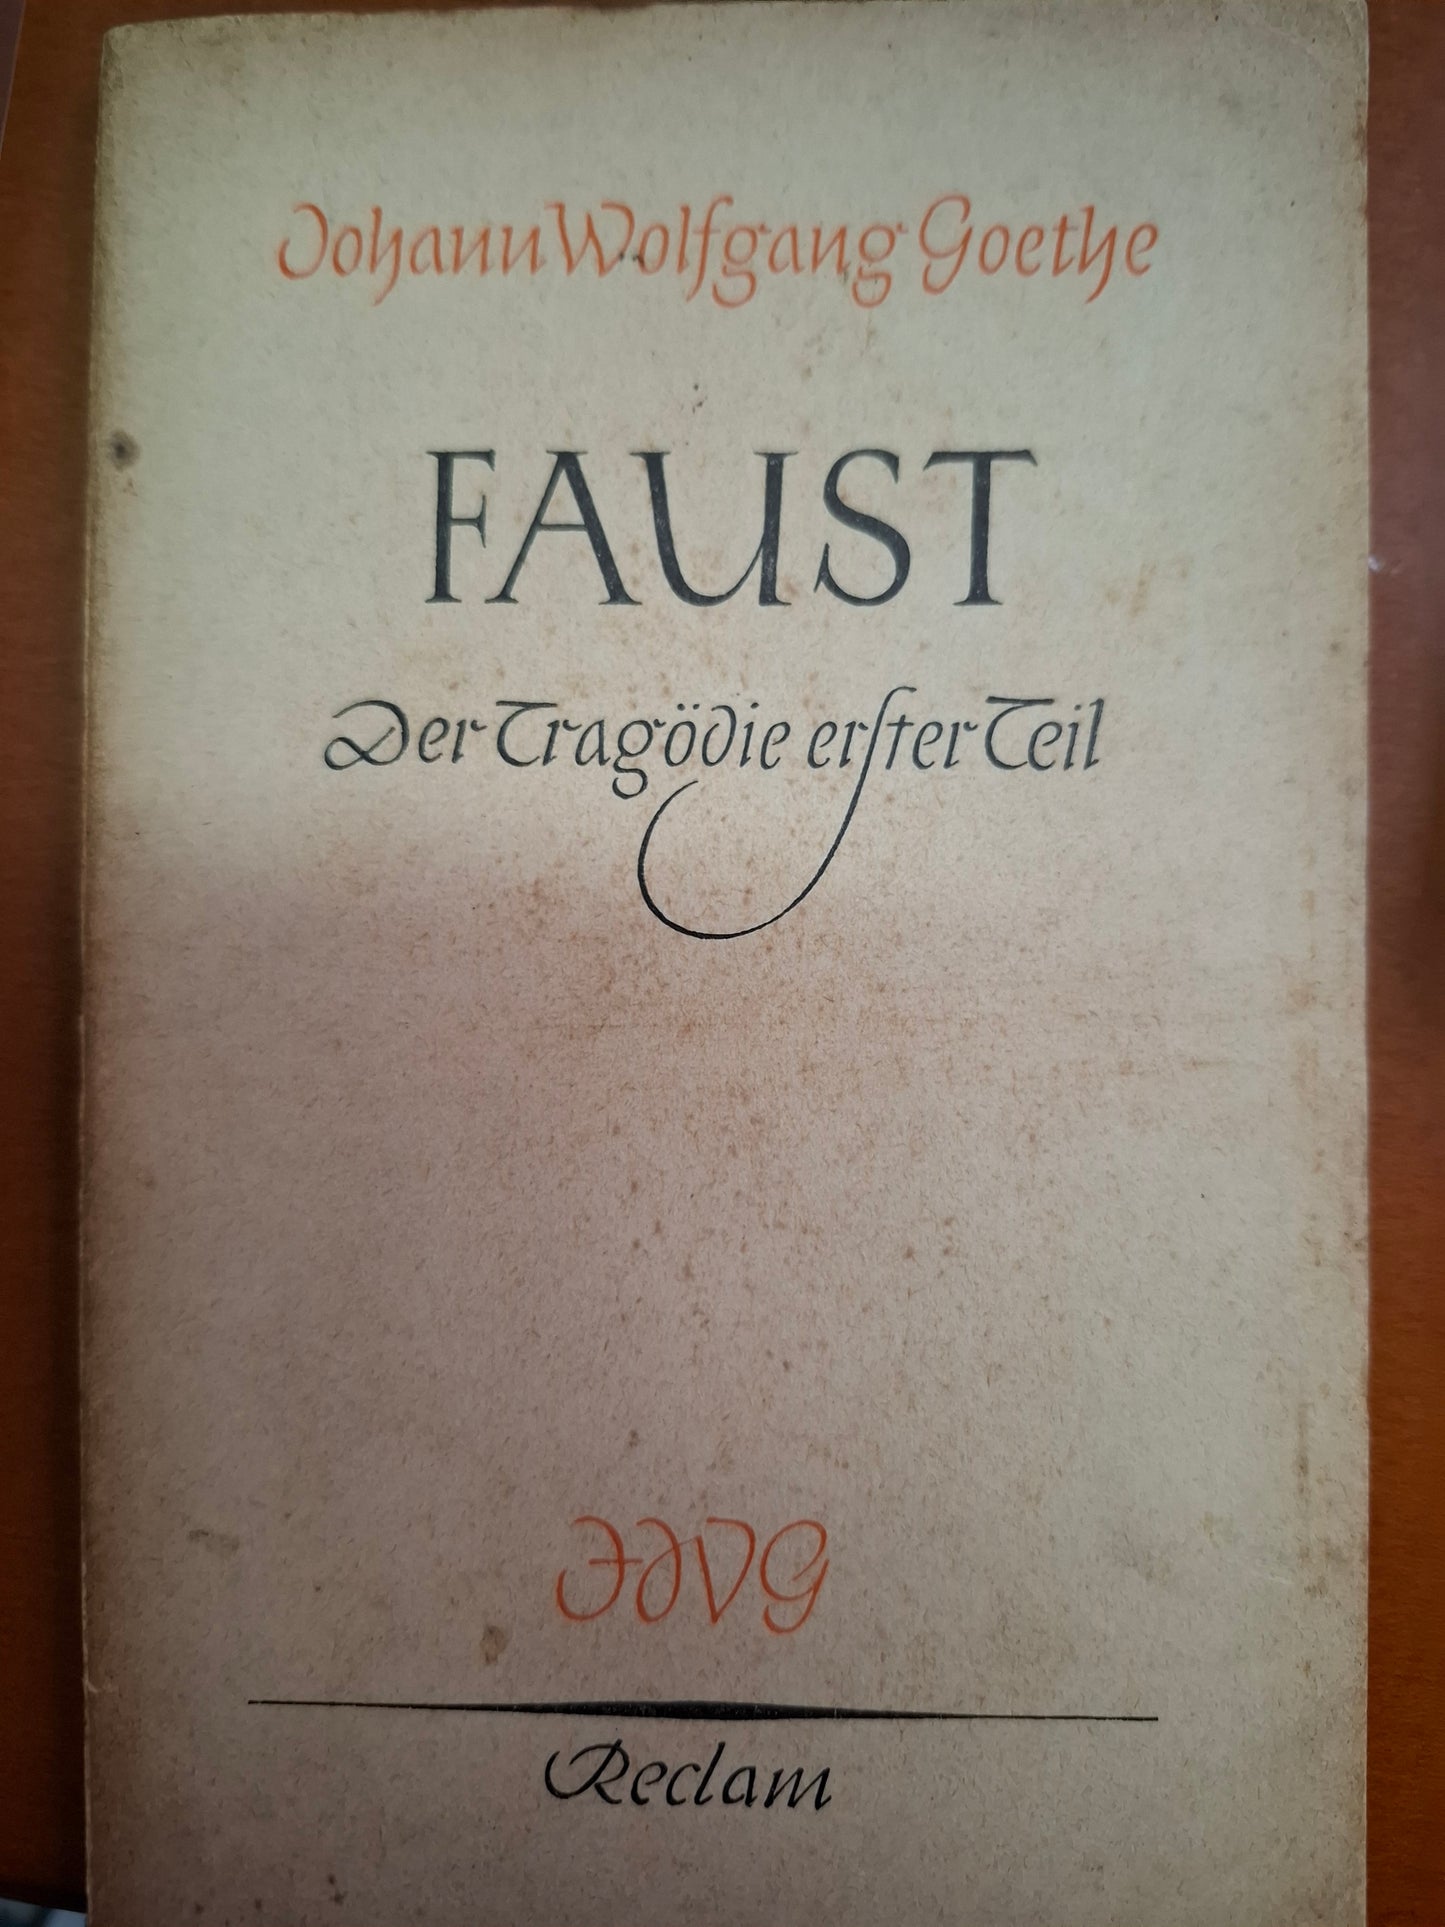 Johann Wolfgang Goethe
FAUST
Der Tragödie erſter Teil
Reclam